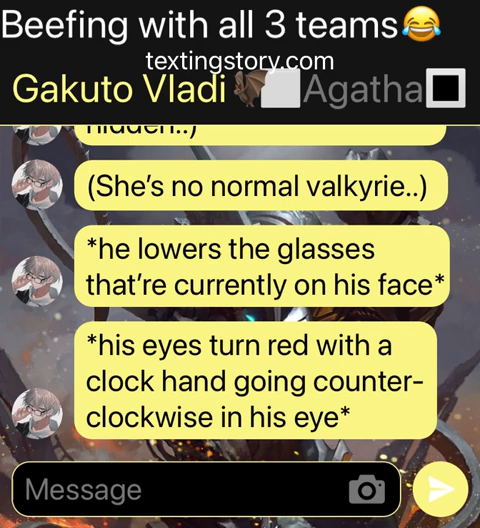 Beefing with all 3 teams😂
textingstory.com
Gakuto Vladi🦇⬜Agatha🔳
hidden..)
(She’s no normal valkyrie..)
*he lowers the glasses
that’re currently on his face*
*his eyes turn red with a
clock hand going counter-
clockwise in his eye*
Message